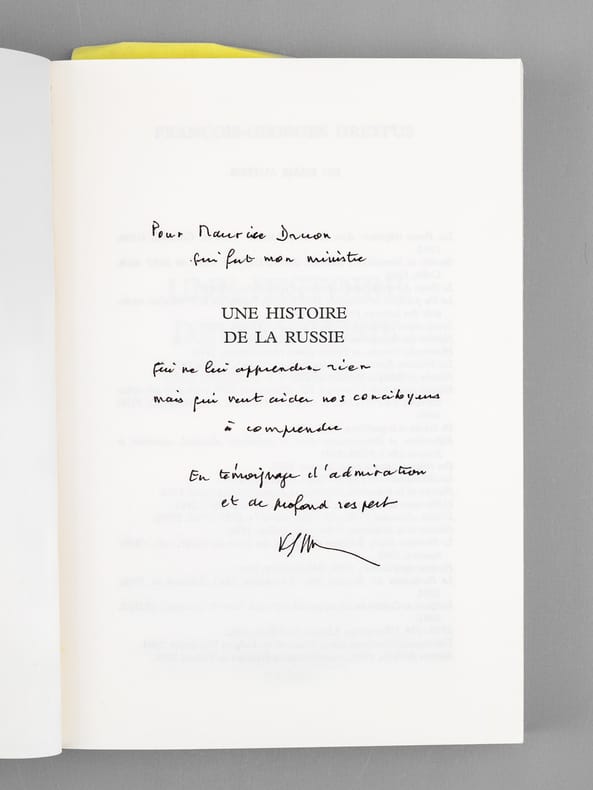 Pour Maurice Druon
qui fut mon ministre
UNE HISTOIRE
DE LA RUSSIE
qui ne lui apprendra rien
mais qui veut aider nos concitoyens
à comprendre
En témoignage d'admiration
et de profond respect